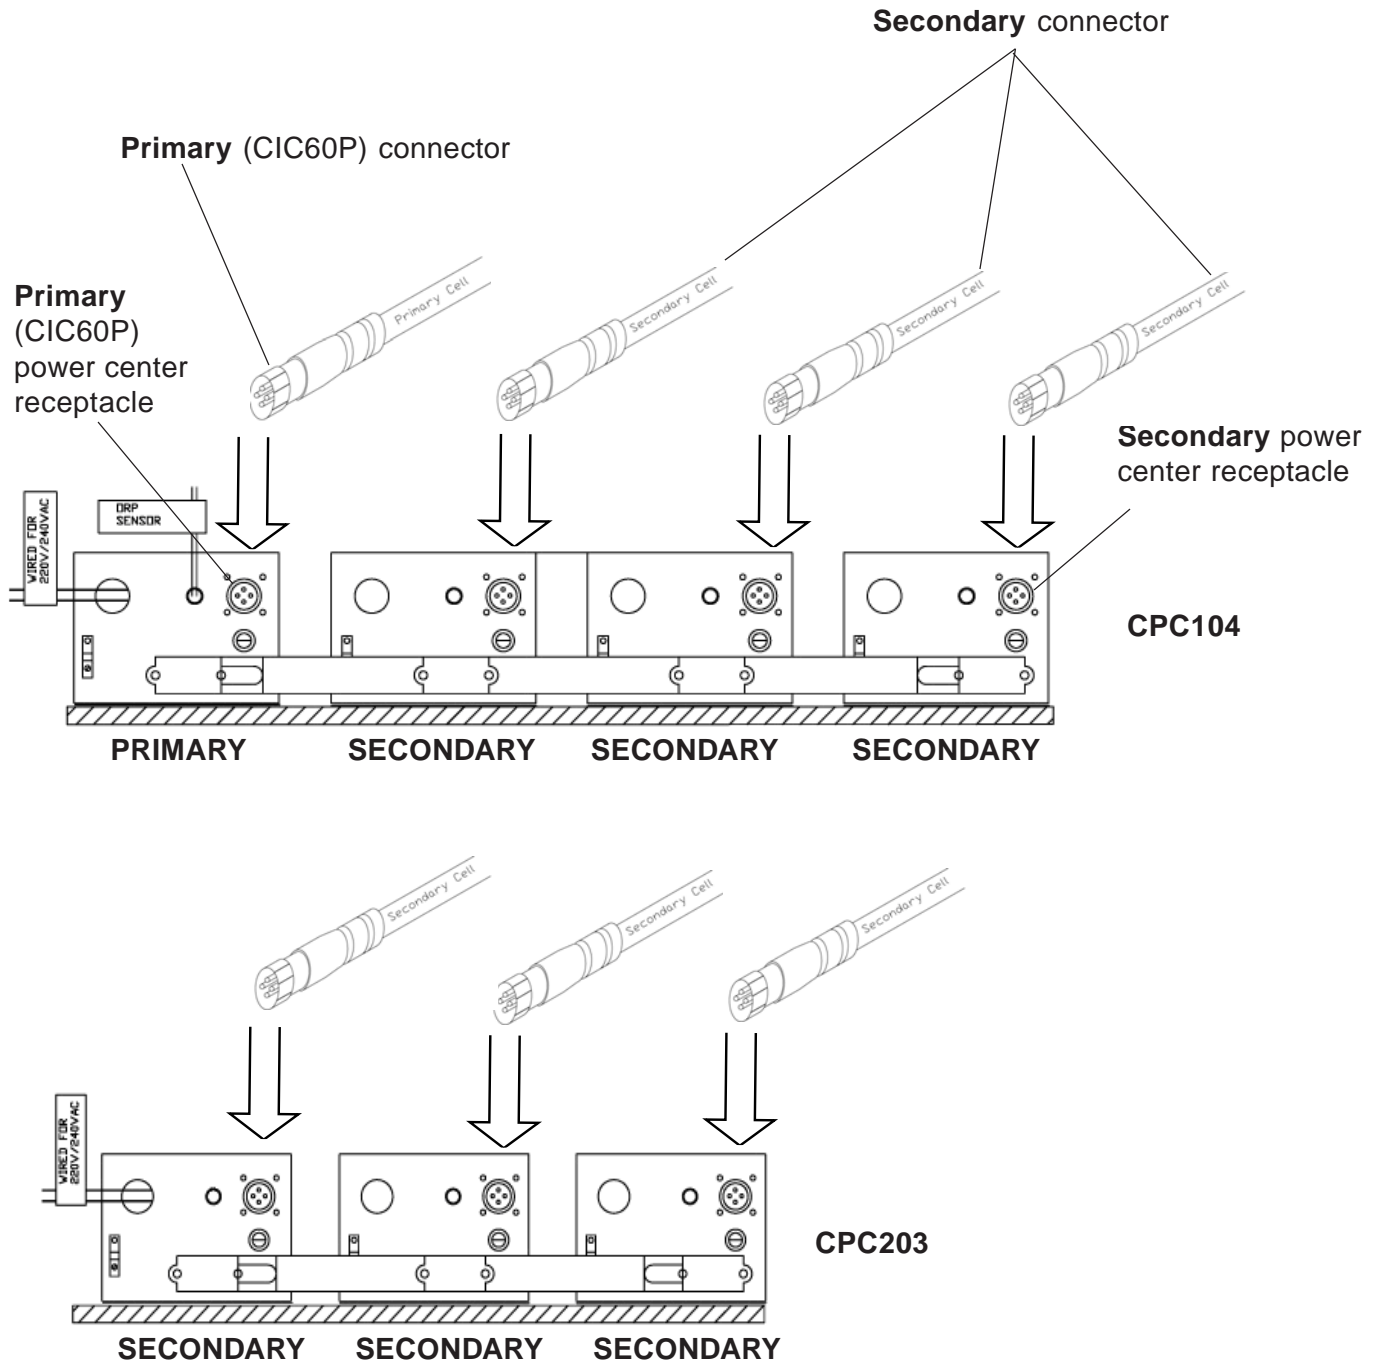 Secondary connector
Primary (CIC60P) connector
Primary Cell
Secondary Cell
Secondary Cell
Secondary Cell
Primary
(CIC60P)
power center
receptacle
Secondary power
center receptacle
WIRED FOR
220V/240VAC
ORP
SENSOR
CPC104
PRIMARY
SECONDARY
SECONDARY
SECONDARY
Secondary Cell
Secondary Cell
Secondary Cell
WIRED FOR
220V/240VAC
CPC203
SECONDARY
SECONDARY
SECONDARY